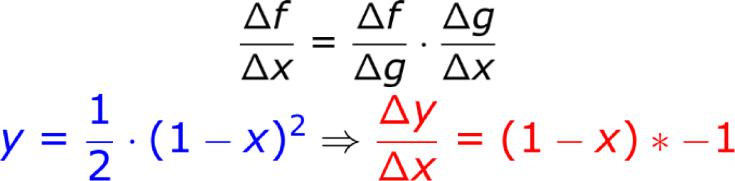 Δf/Δx = Δf/Δg · Δg/Δx
y = 1/2 · (1 − x)² ⇒ Δy/Δx = (1 − x) ∗ −1